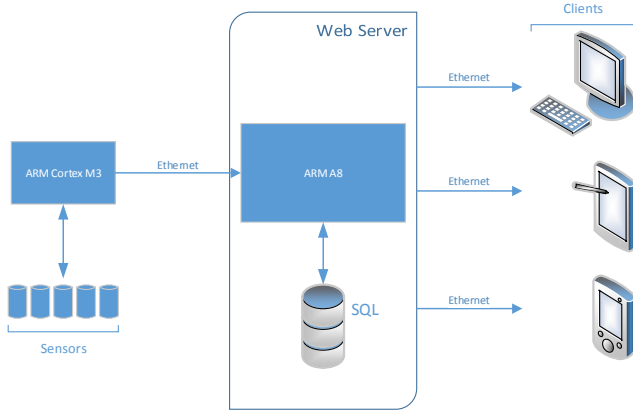 Clients
Web Server
Ethernet
Ethernet
ARM Cortex M3
ARM A8
Ethernet
Ethernet
SQL
Sensors